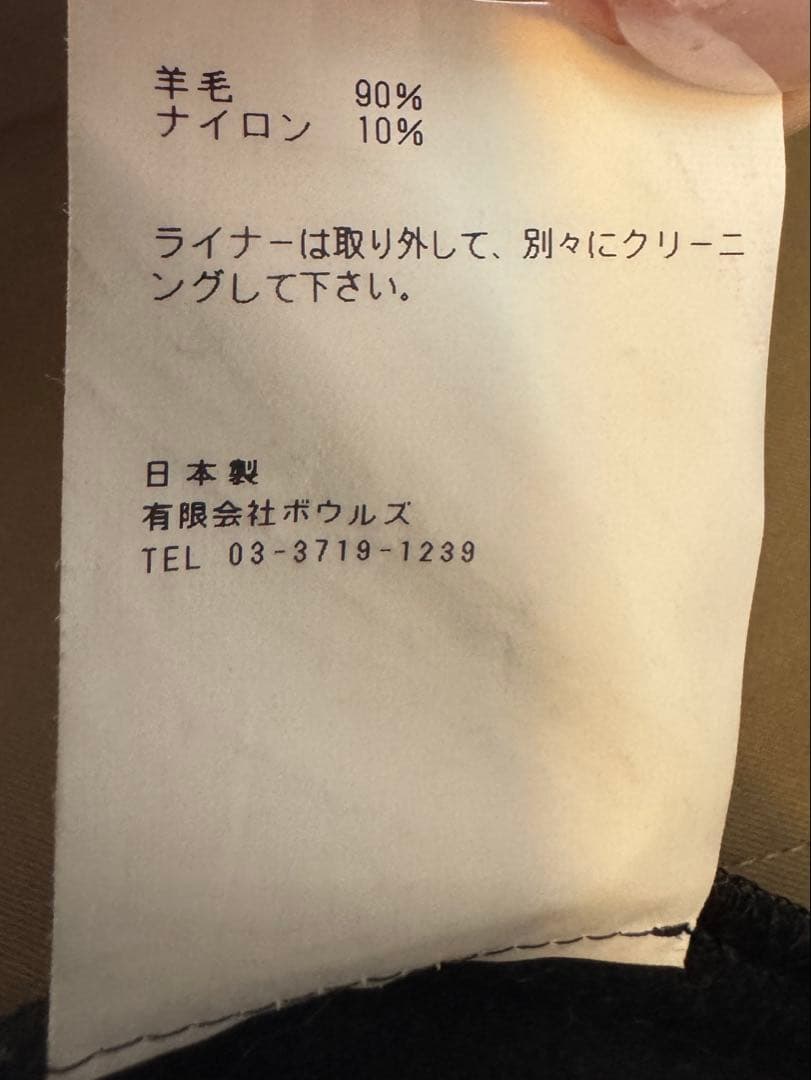 羊毛 90%
ナイロン 10%
ライナーは取り外して、別々にクリーニ
ングして下さい。
日本製
有限会社ボウルズ
TEL 03-3719-1239